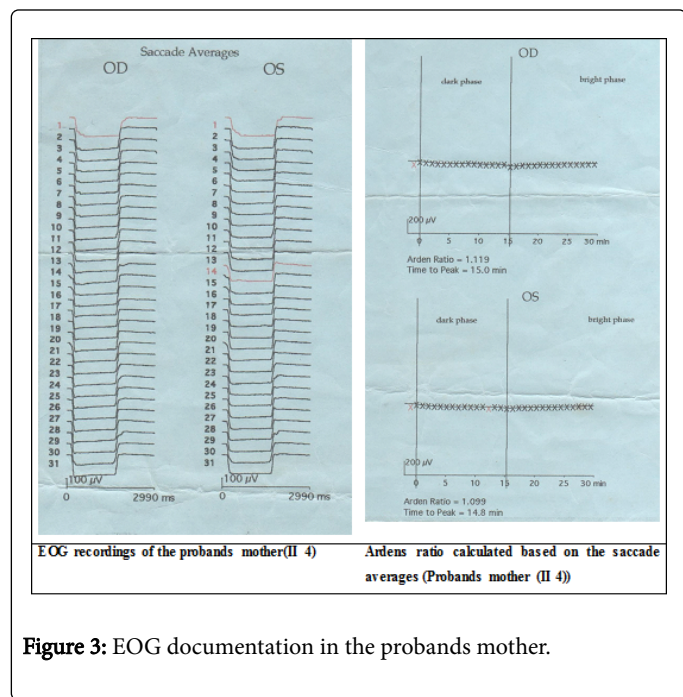 Saccade Averages
OD OS
1 1
2 2
3 3
4 4
5 5
6 6
7 7
8 8
9 9
10 10
11 11
12 12
13 13
14 14
15 15
16 16
17 17
18 18
19 19
20 20
21 21
22 22
23 23
24 24
25 25
26 26
27 27
28 28
29 29
30 30
31 31
100 µV 100 µV
0 2990 ms 0 2990 ms
OD
dark phase bright phase
200 µV
0 5 10 15 20 25 30 min
Arden Ratio = 1.119
Time to Peak = 15.0 min
OS
dark phase bright phase
200 µV
0 5 10 15 20 25 30 min
Arden Ratio = 1.099
Time to Peak = 14.8 min
EOG recordings of the probands mother(II 4)
Ardens ratio calculated based on the saccade
averages (Probands mother (II 4))
Figure 3: EOG documentation in the probands mother.